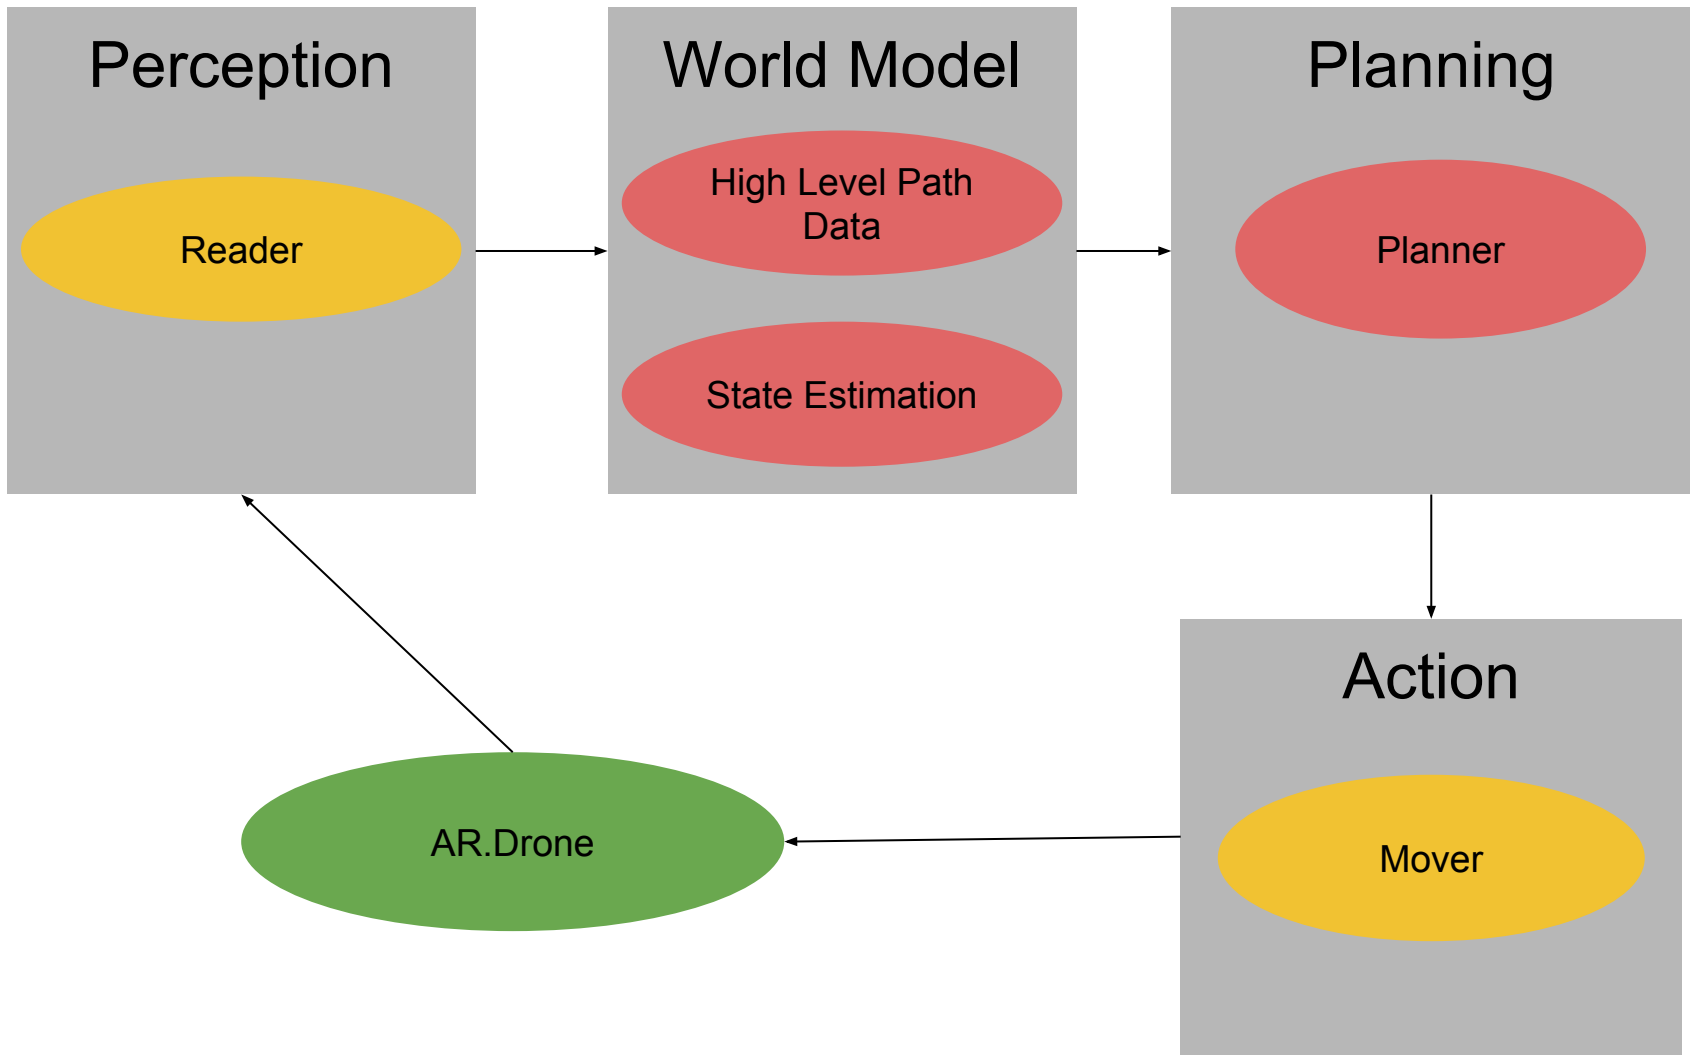 Perception
Reader
World Model
High Level Path
Data
State Estimation
Planning
Planner
Action
Mover
AR.Drone